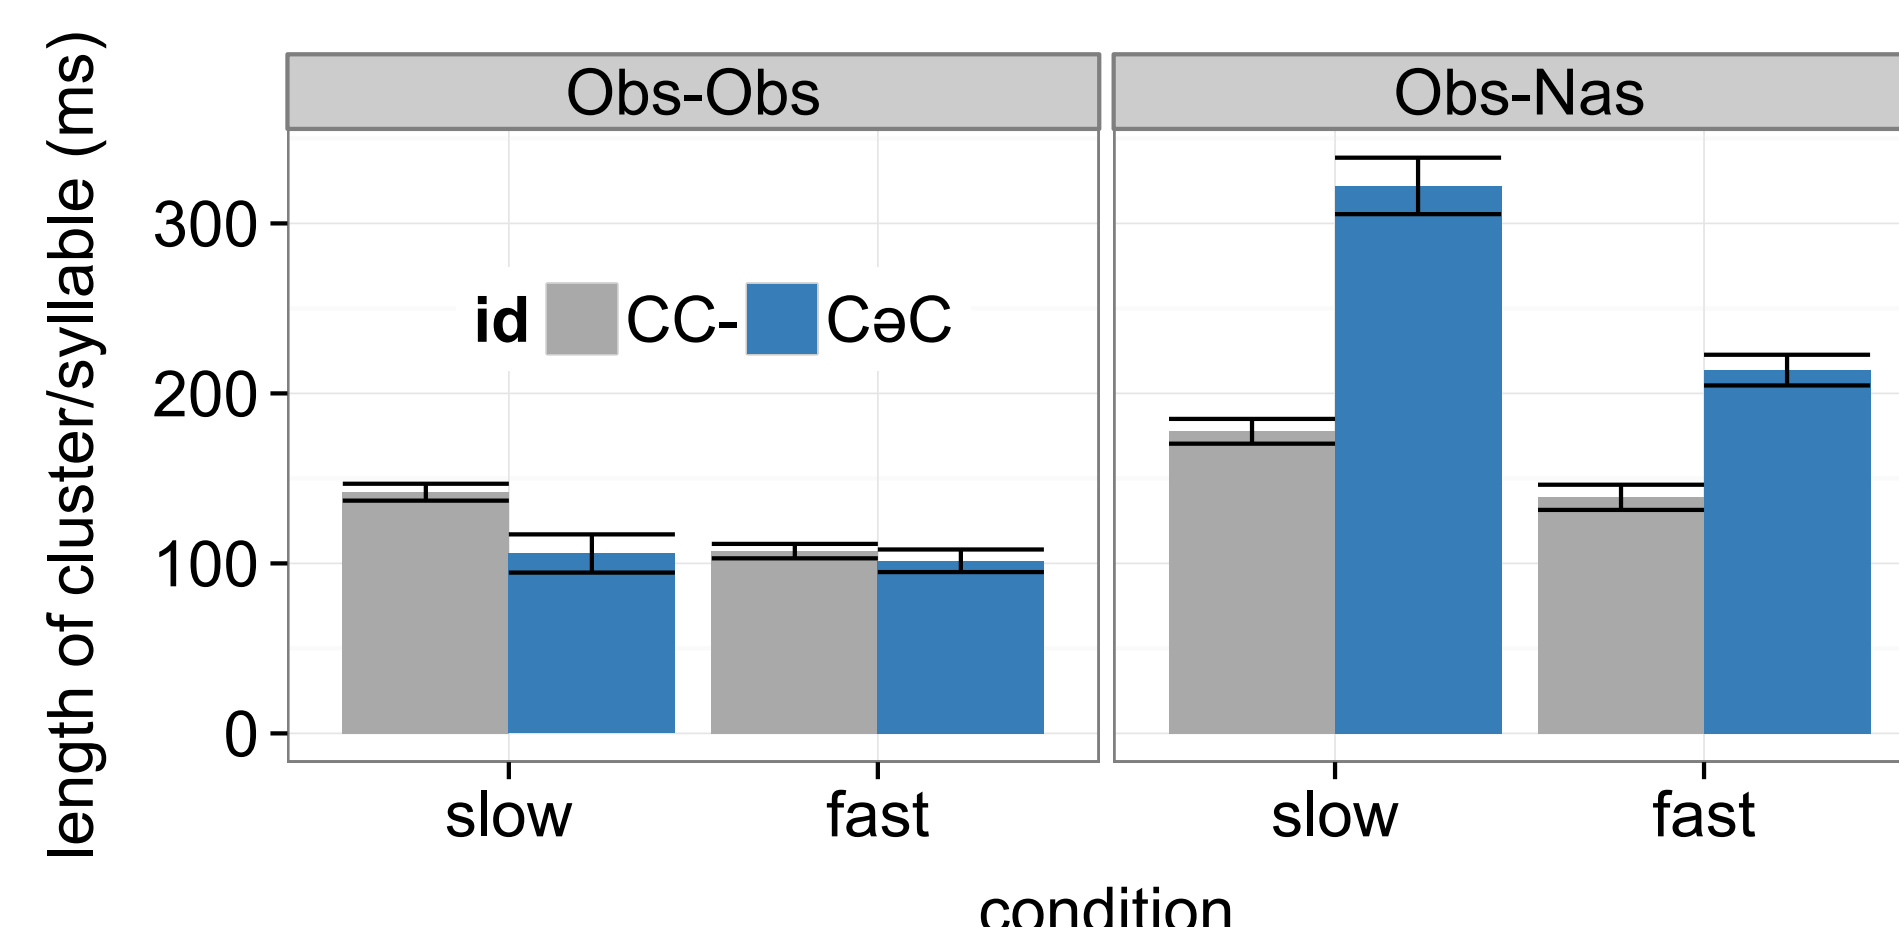 length of cluster/syllable (ms)
Obs-Obs
Obs-Nas
300
200
100
0
id CC- CəC
slow fast
slow fast
condition